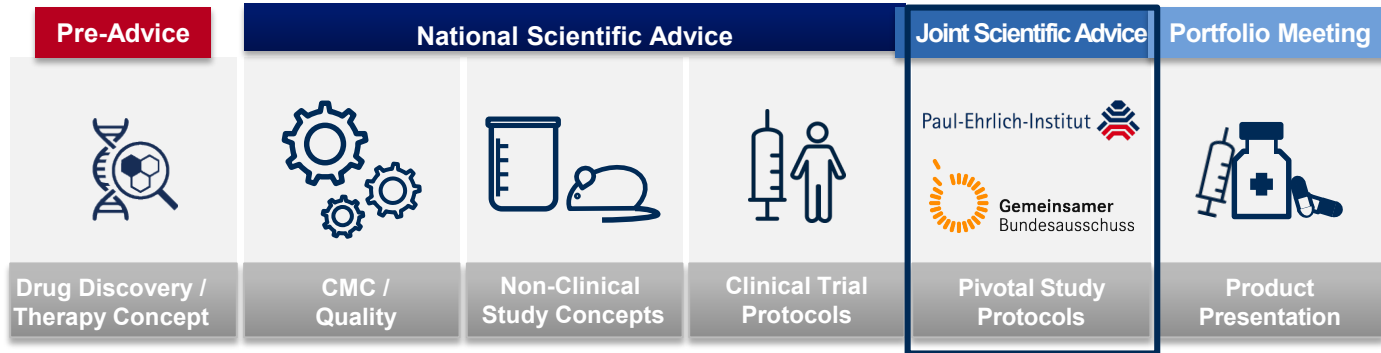 Pre-Advice
National Scientific Advice
Joint Scientific Advice
Portfolio Meeting
Paul-Ehrlich-Institut
Gemeinsamer
Bundesausschuss
Drug Discovery /
Therapy Concept
CMC /
Quality
Non-Clinical
Study Concepts
Clinical Trial
Protocols
Pivotal Study
Protocols
Product
Presentation